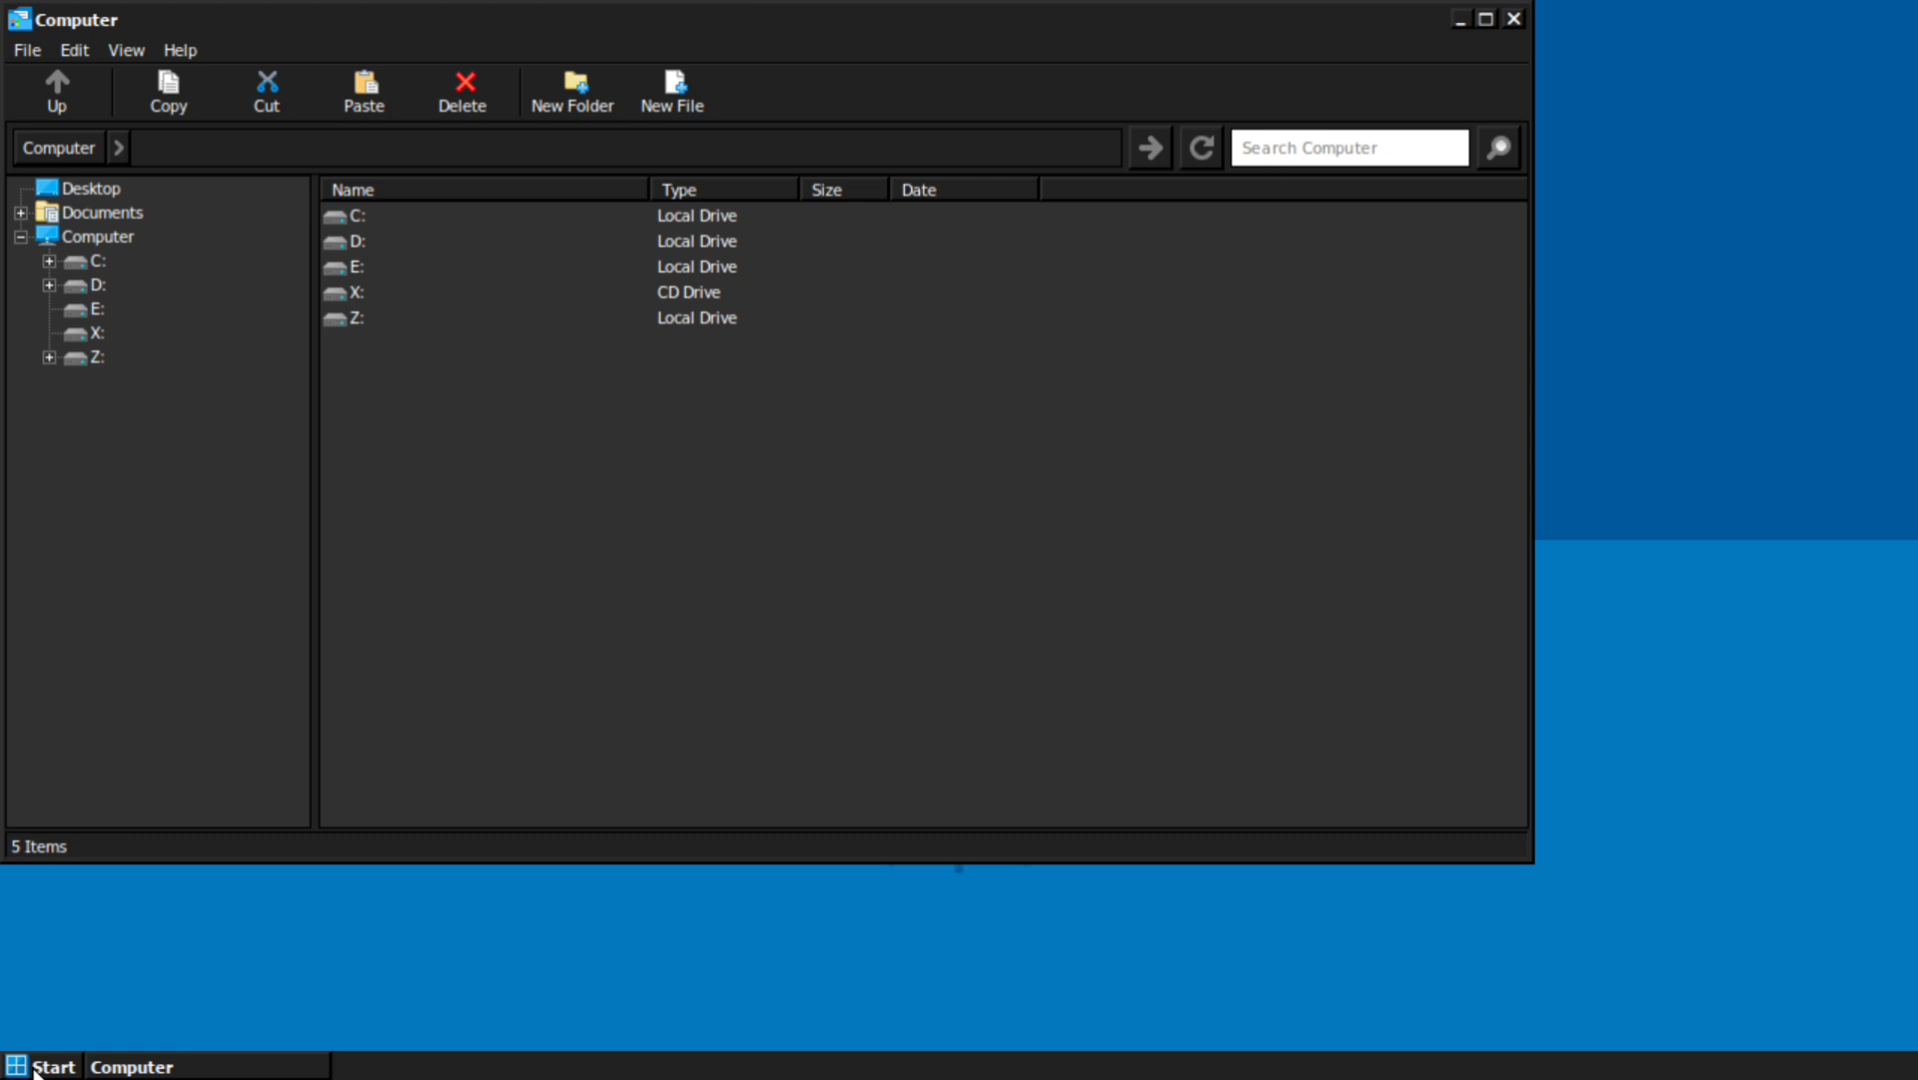 Computer
File Edit View Help
Up Copy Cut Paste Delete New Folder New File
Computer Search Computer
Desktop
Documents
Computer
C:
D:
E:
X:
Z:
Name Type Size Date
C: Local Drive
D: Local Drive
E: Local Drive
X: CD Drive
Z: Local Drive
5 Items
Start Computer